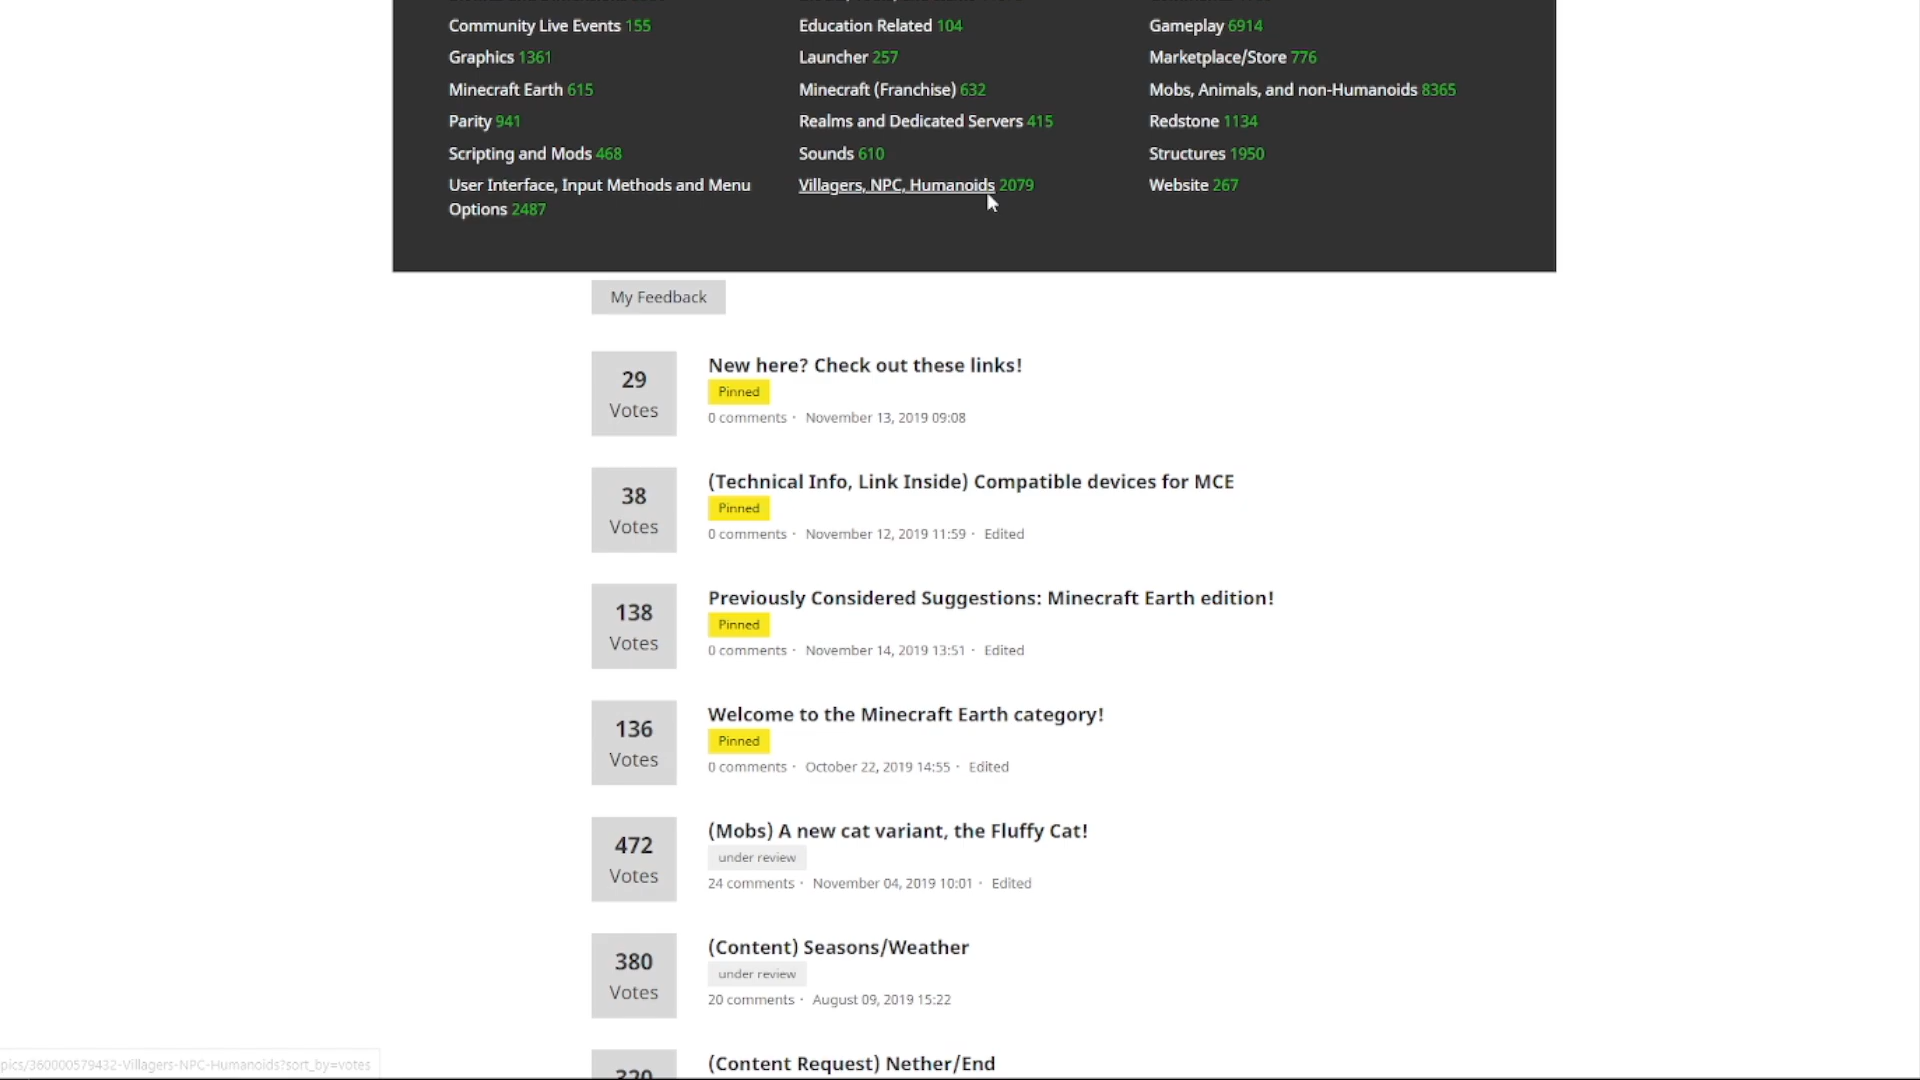 Community Live Events 155
Education Related 104
Gameplay 6914
Graphics 1361
Launcher 257
Marketplace/Store 776
Minecraft Earth 615
Minecraft (Franchise) 632
Mobs, Animals, and non-Humanoids 8365
Parity 941
Realms and Dedicated Servers 415
Redstone 1134
Scripting and Mods 468
Sounds 610
Structures 1950
User Interface, Input Methods and Menu
Options 2487
Villagers, NPC, Humanoids 2079
Website 267
My Feedback
29
Votes
New here? Check out these links!
Pinned
0 comments · November 13, 2019 09:08
38
Votes
(Technical Info, Link Inside) Compatible devices for MCE
Pinned
0 comments · November 12, 2019 11:59 · Edited
138
Votes
Previously Considered Suggestions: Minecraft Earth edition!
Pinned
0 comments · November 14, 2019 13:51 · Edited
136
Votes
Welcome to the Minecraft Earth category!
Pinned
0 comments · October 22, 2019 14:55 · Edited
472
Votes
(Mobs) A new cat variant, the Fluffy Cat!
under review
24 comments · November 04, 2019 10:01 · Edited
380
Votes
(Content) Seasons/Weather
under review
20 comments · August 09, 2019 15:22
(Content Request) Nether/End
pics/360000579432-Villagers-NPC-Humanoids?sort_by=votes